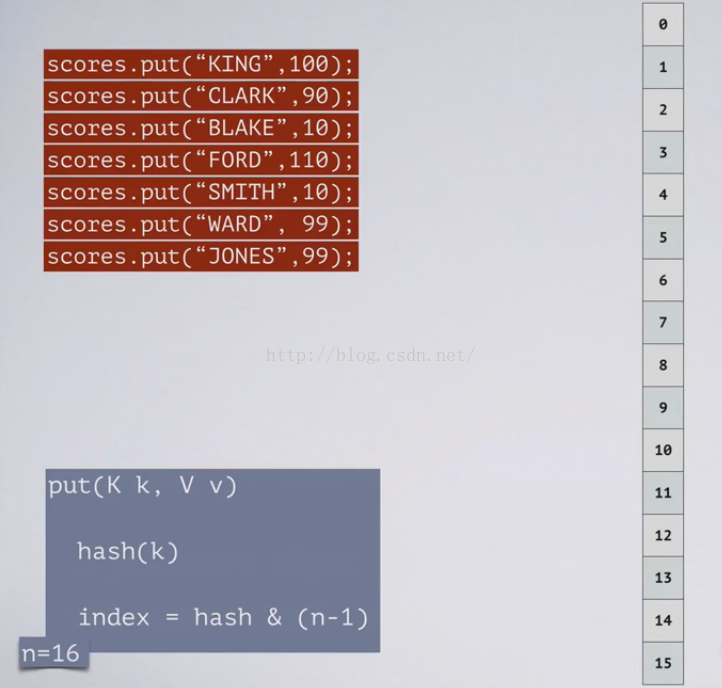 scores.put(“KING”,100);
scores.put(“CLARK”,90);
scores.put(“BLAKE”,10);
scores.put(“FORD”,110);
scores.put(“SMITH”,10);
scores.put(“WARD”, 99);
scores.put(“JONES”,99);
http://blog.csdn.net/
put(K k, V v)
hash(k)
index = hash & (n-1)
n=16
0
1
2
3
4
5
6
7
8
9
10
11
12
13
14
15